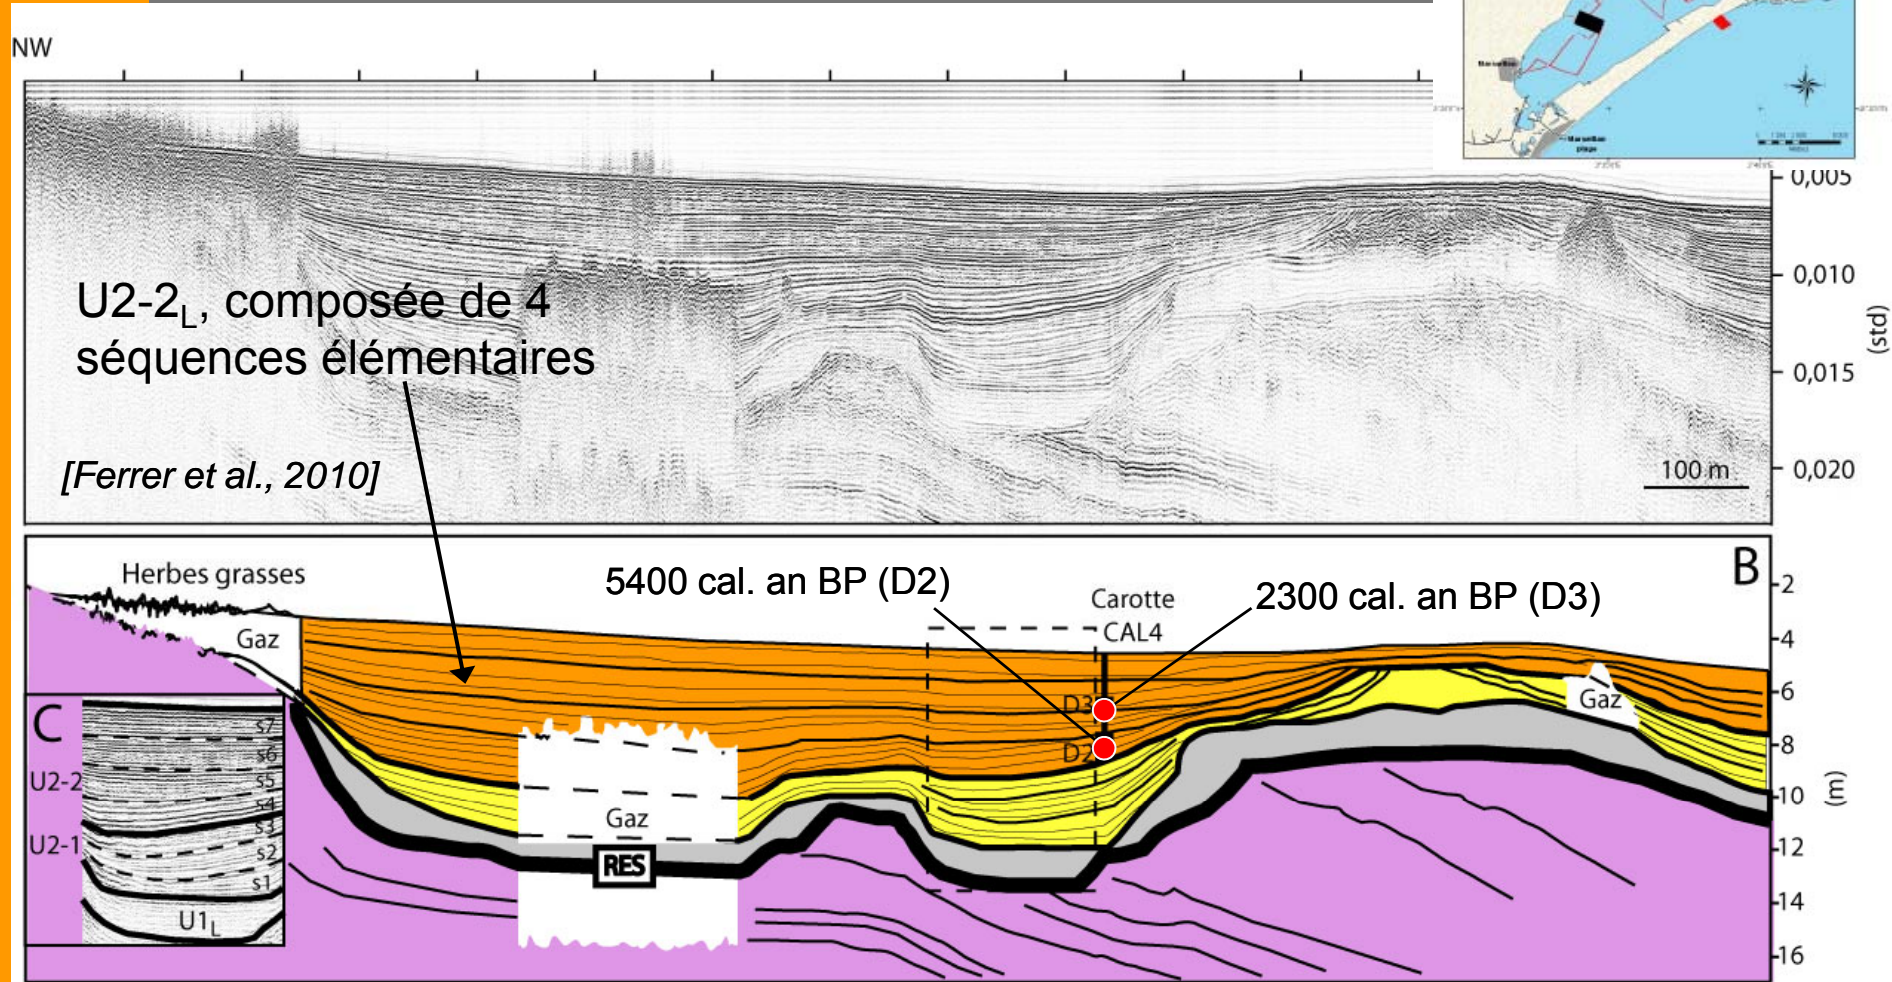 NW
Marseillan
Marseillan
plage
0,005
0,010
(std)
0,015
0,020
100 m
U2-2L, composée de 4
séquences élémentaires
[Ferrer et al., 2010]
B
Herbes grasses
5400 cal. an BP (D2)
Carotte
CAL4
2300 cal. an BP (D3)
Gaz
D3
D2
Gaz
Gaz
RES
C
s7
s6
U2-2
s5
s4
s3
U2-1
s2
s1
U1L
2
4
6
8
10
(m)
12
14
16